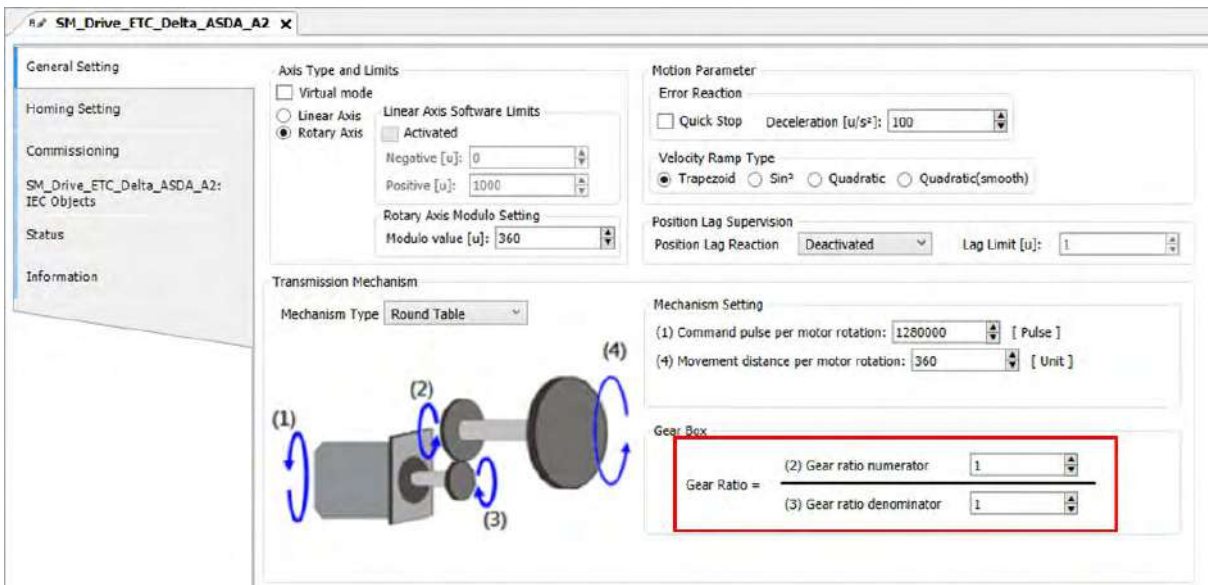 SM_Drive_ETC_Delta_ASDA_A2 x
General Setting
Homing Setting
Commissioning
SM_Drive_ETC_Delta_ASDA_A2:
IEC Objects
Status
Information
Axis Type and Limits
Virtual mode
Linear Axis
Rotary Axis
Linear Axis Software Limits
Activated
Negative [u]: 0
Positive [u]: 1000
Rotary Axis Modulo Setting
Modulo value [u]: 360
Motion Parameter
Error Reaction
Quick Stop Deceleration [u/s²]: 100
Velocity Ramp Type
Trapezoid Sin² Quadratic Quadratic(smooth)
Position Lag Supervision
Position Lag Reaction Deactivated Lag Limit [u]: 1
Transmission Mechanism
Mechanism Type Round Table
(1)
(2)
(3)
(4)
Mechanism Setting
(1) Command pulse per motor rotation: 1280000 [ Pulse ]
(4) Movement distance per motor rotation: 360 [ Unit ]
Gear Box
Gear Ratio =
(2) Gear ratio numerator 1
(3) Gear ratio denominator 1